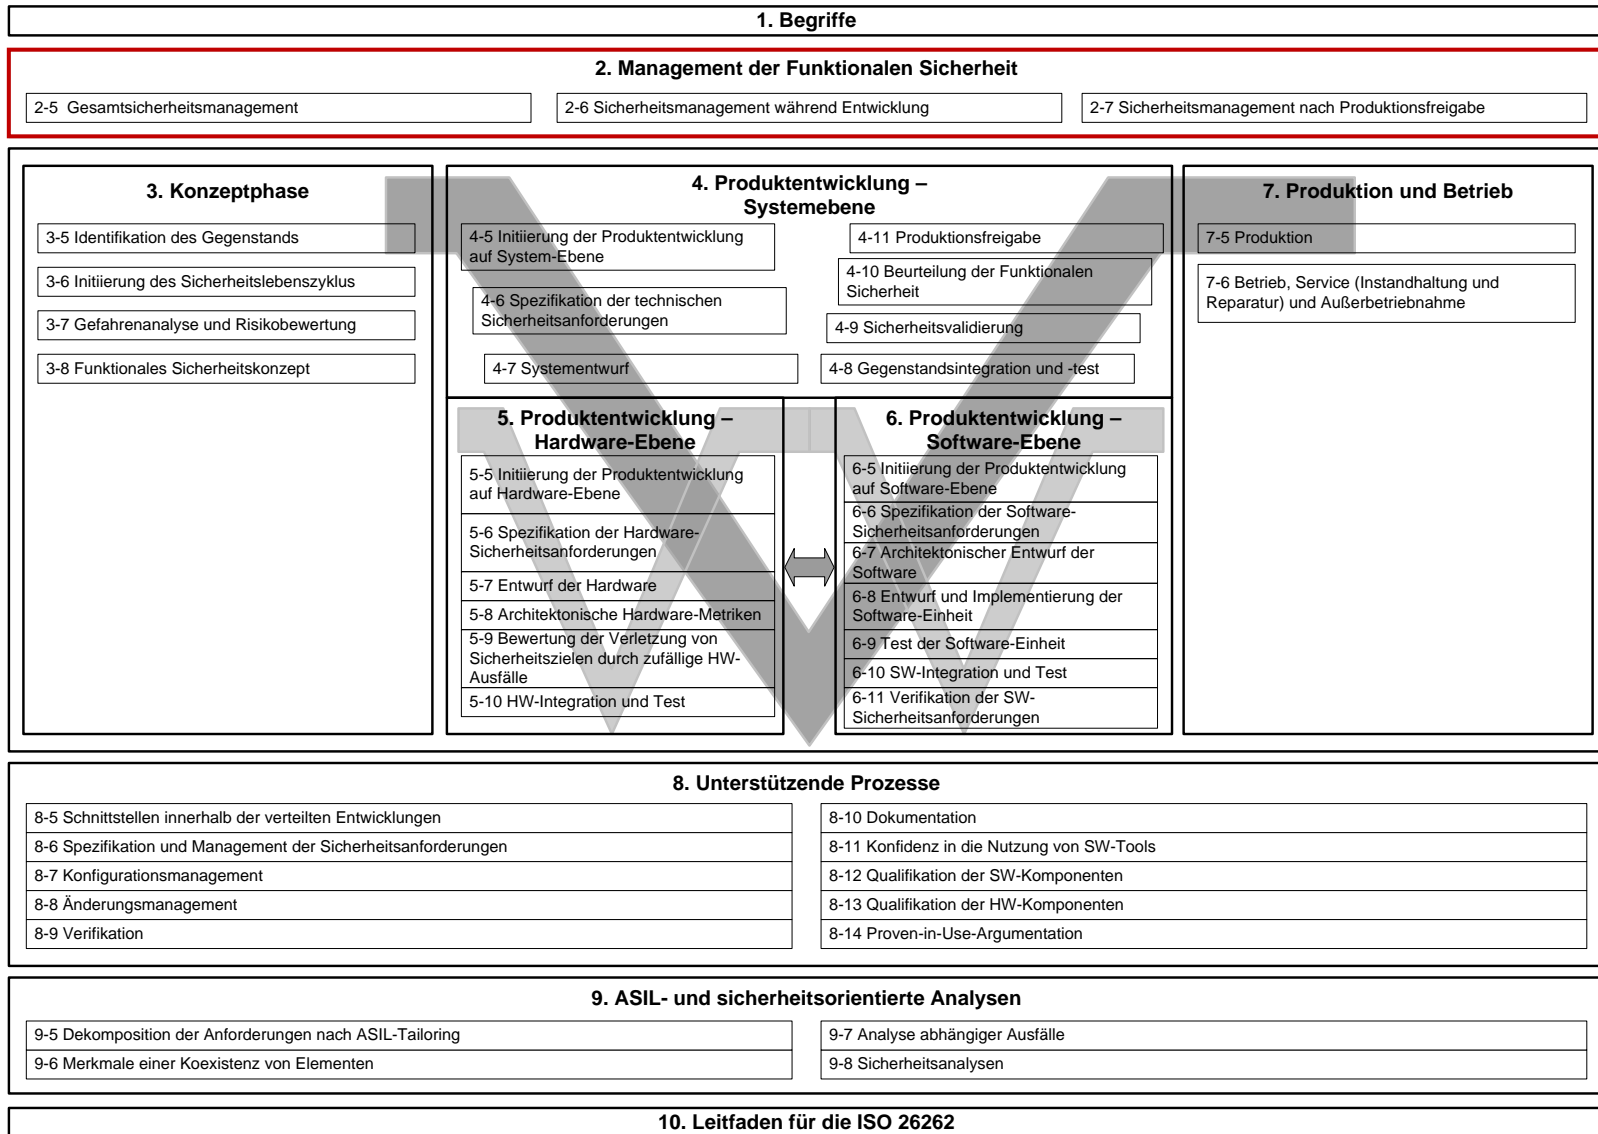 1. Begriffe
2. Management der Funktionalen Sicherheit
2-5 Gesamtsicherheitsmanagement
2-6 Sicherheitsmanagement während Entwicklung
2-7 Sicherheitsmanagement nach Produktionsfreigabe
3. Konzeptphase
3-5 Identifikation des Gegenstands
3-6 Initiierung des Sicherheitslebenszyklus
3-7 Gefahrenanalyse und Risikobewertung
3-8 Funktionales Sicherheitskonzept
4. Produktentwicklung –
Systemebene
4-5 Initiierung der Produktentwicklung
auf System-Ebene
4-6 Spezifikation der technischen
Sicherheitsanforderungen
4-7 Systementwurf
4-11 Produktionsfreigabe
4-10 Beurteilung der Funktionalen
Sicherheit
4-9 Sicherheitsvalidierung
4-8 Gegenstandsintegration und -test
5. Produktentwicklung –
Hardware-Ebene
5-5 Initiierung der Produktentwicklung
auf Hardware-Ebene
5-6 Spezifikation der Hardware-
Sicherheitsanforderungen
5-7 Entwurf der Hardware
5-8 Architektonische Hardware-Metriken
5-9 Bewertung der Verletzung von
Sicherheitszielen durch zufällige HW-
Ausfälle
5-10 HW-Integration und Test
6. Produktentwicklung –
Software-Ebene
6-5 Initiierung der Produktentwicklung
auf Software-Ebene
6-6 Spezifikation der Software-
Sicherheitsanforderungen
6-7 Architektonischer Entwurf der
Software
6-8 Entwurf und Implementierung der
Software-Einheit
6-9 Test der Software-Einheit
6-10 SW-Integration und Test
6-11 Verifikation der SW-
Sicherheitsanforderungen
7. Produktion und Betrieb
7-5 Produktion
7-6 Betrieb, Service (Instandhaltung und
Reparatur) und Außerbetriebnahme
8. Unterstützende Prozesse
8-5 Schnittstellen innerhalb der verteilten Entwicklungen
8-6 Spezifikation und Management der Sicherheitsanforderungen
8-7 Konfigurationsmanagement
8-8 Änderungsmanagement
8-9 Verifikation
8-10 Dokumentation
8-11 Konfidenz in die Nutzung von SW-Tools
8-12 Qualifikation der SW-Komponenten
8-13 Qualifikation der HW-Komponenten
8-14 Proven-in-Use-Argumentation
9. ASIL- und sicherheitsorientierte Analysen
9-5 Dekomposition der Anforderungen nach ASIL-Tailoring
9-6 Merkmale einer Koexistenz von Elementen
9-7 Analyse abhängiger Ausfälle
9-8 Sicherheitsanalysen
10. Leitfaden für die ISO 26262